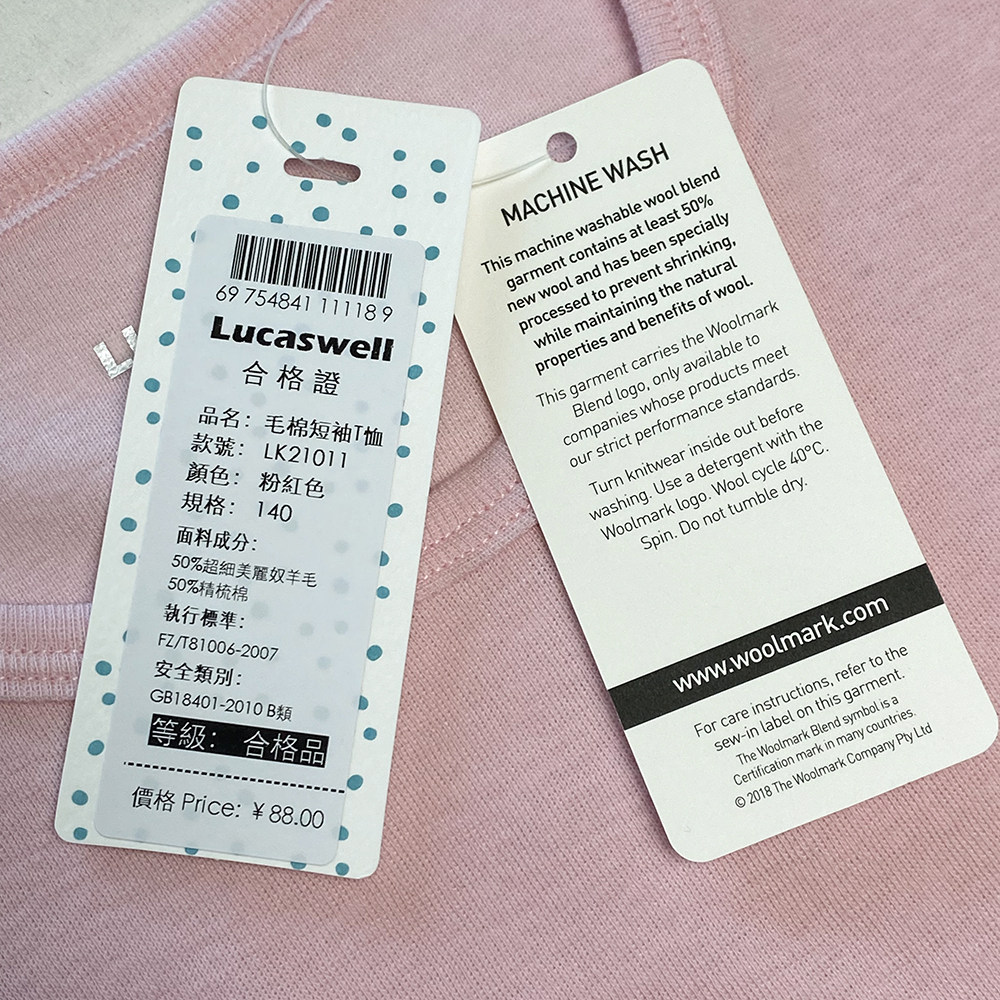 69 754841 11118 9
Lucaswell
合格證
品名: 毛棉短袖T恤
款號: LK21011
顏色: 粉紅色
規格: 140
面料成分:
50%超細美麗奴羊毛
50%精梳棉
執行標準:
FZ/T81006-2007
安全類別:
GB18401-2010 B類
等級: 合格品
價格 Price: ¥88.00
MACHINE WASH
This machine washable wool blend
garment contains at least 50%
new wool and has been specially
processed to prevent shrinking,
while maintaining the natural
properties and benefits of wool.
This garment carries the Woolmark
Blend logo, only available to
companies whose products meet
our strict performance standards.
Turn knitwear inside out before
washing. Use a detergent with the
Woolmark logo. Wool cycle 40°C.
Spin. Do not tumble dry.
www.woolmark.com
For care instructions, refer to the
sew-in label on this garment.
The Woolmark Blend symbol is a
Certification mark in many countries.
© 2018 The Woolmark Company Pty Ltd